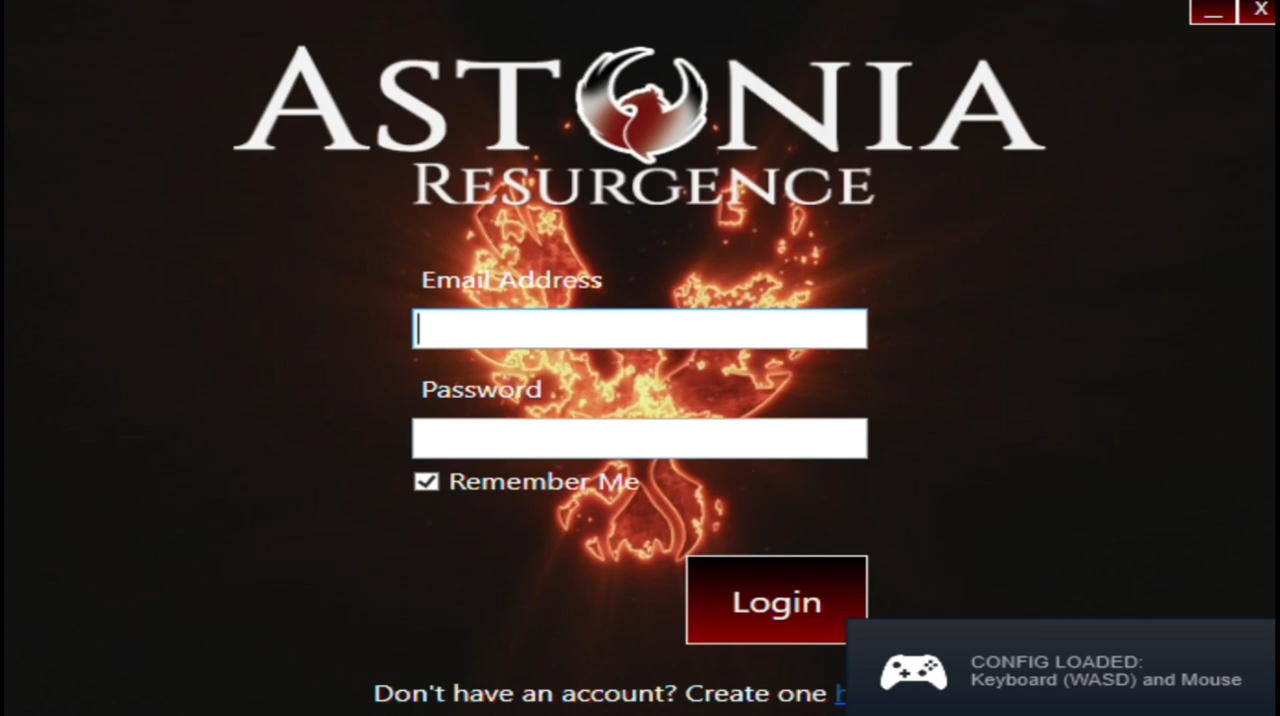 _ X
ASTONIA
RESURGENCE
Email Address
Password
Remember Me
Login
CONFIG LOADED:
Keyboard (WASD) and Mouse
Don't have an account? Create one